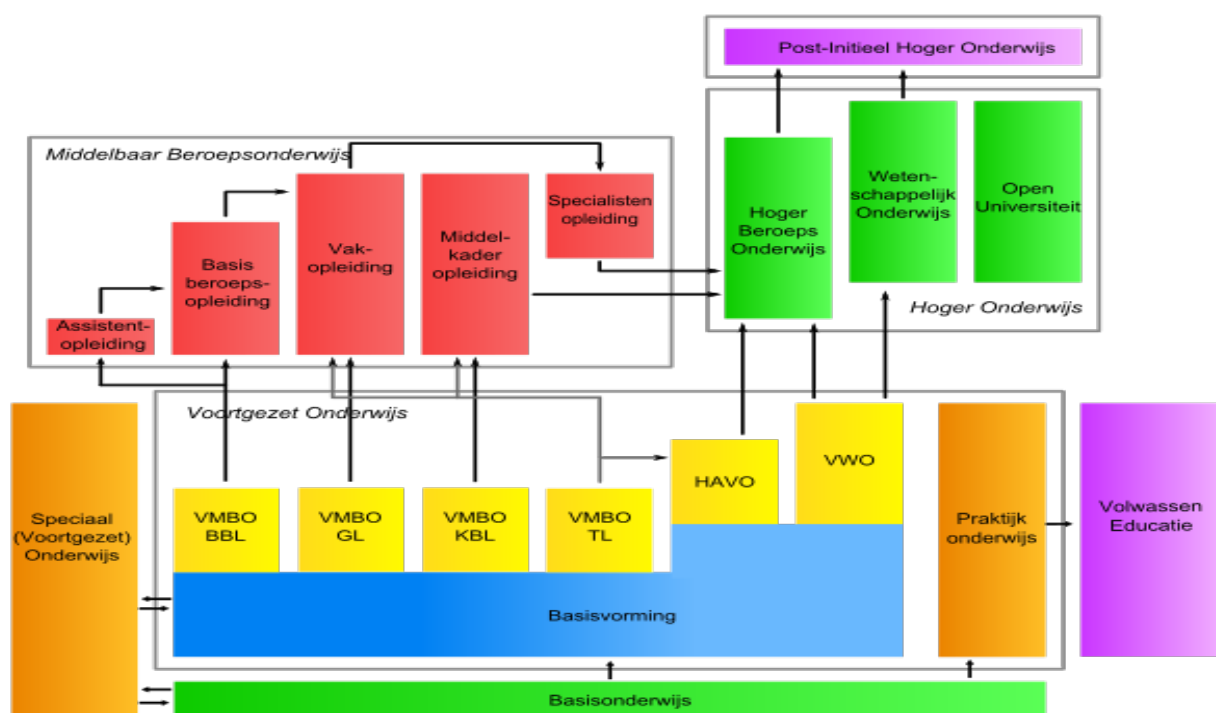 Post-Initieel Hoger Onderwijs
Middelbaar Beroepsonderwijs
Assistent-
opleiding
Basis
beroeps-
opleiding
Vak-
opleiding
Middel-
kader
opleiding
Specialisten
opleiding
Hoger
Beroeps
Onderwijs
Weten-
schappelijk
Onderwijs
Open
Universiteit
Hoger Onderwijs
Voortgezet Onderwijs
Speciaal
(Voortgezet)
Onderwijs
VMBO
BBL
VMBO
GL
VMBO
KBL
VMBO
TL
HAVO
VWO
Praktijk
onderwijs
Volwassen
Educatie
Basisvorming
Basisonderwijs